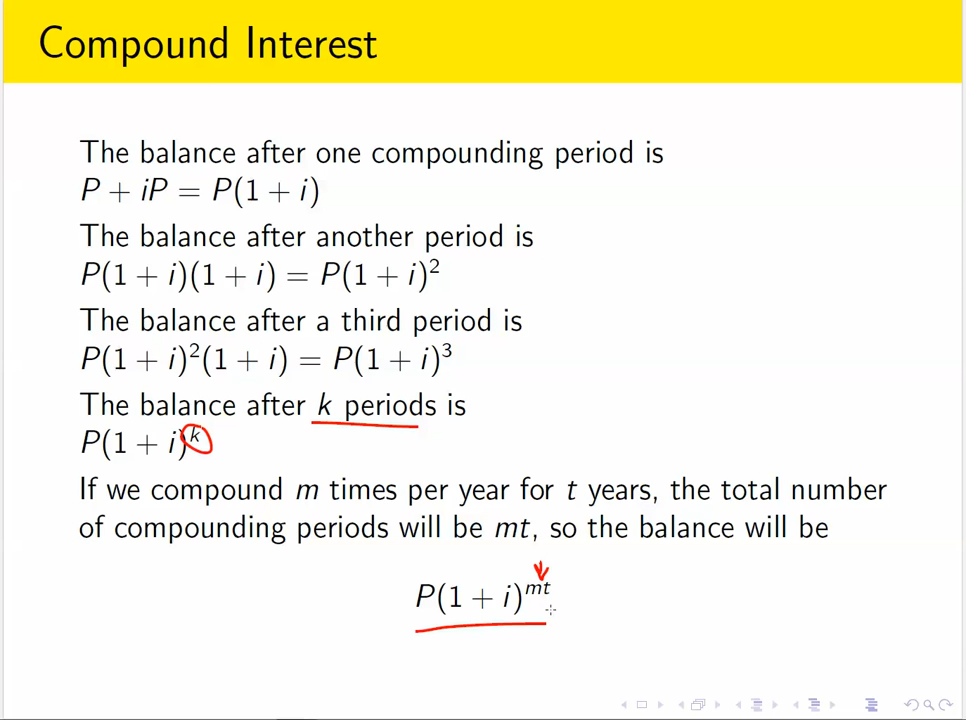 Compound Interest
The balance after one compounding period is
P + iP = P(1 + i)
The balance after another period is
P(1 + i)(1 + i) = P(1 + i)²
The balance after a third period is
P(1 + i)²(1 + i) = P(1 + i)³
The balance after k periods is
P(1 + i)ᵏ
If we compound m times per year for t years, the total number
of compounding periods will be mt, so the balance will be
P(1 + i)ᵐᵗ